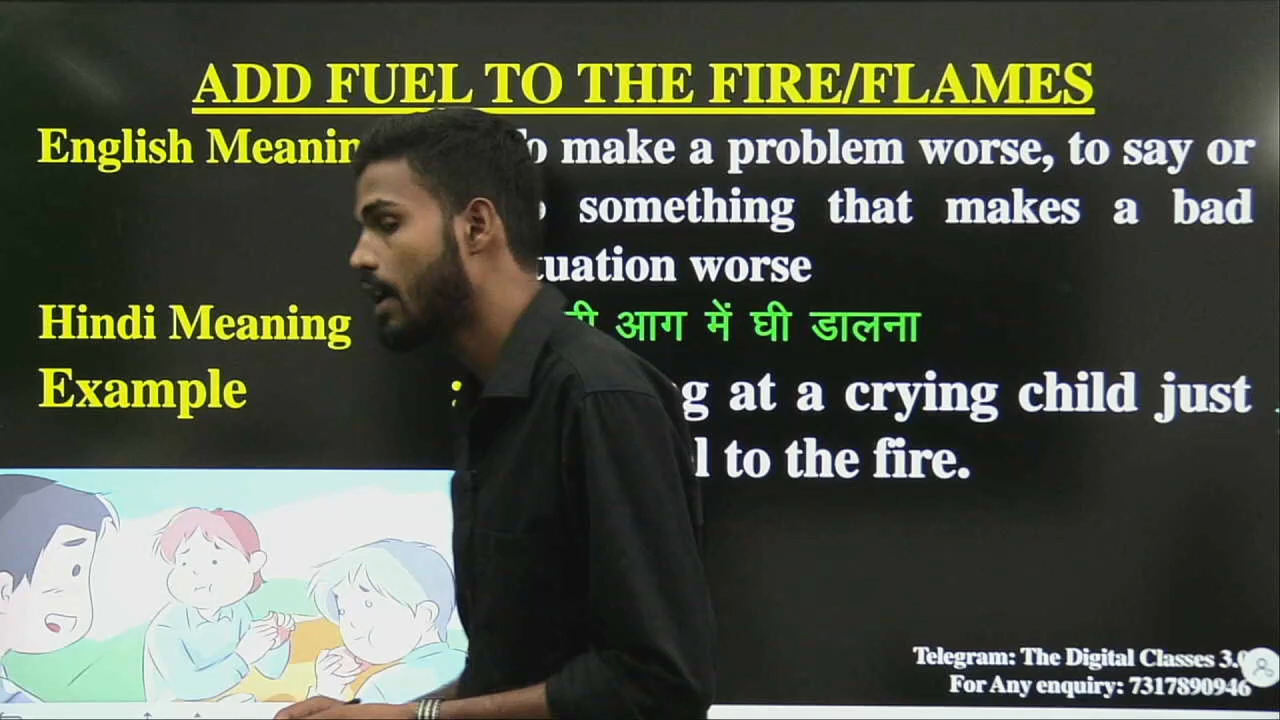 ADD FUEL TO THE FIRE/FLAMES
English Meanin o make a problem worse, to say or
something that makes a bad
tuation worse
Hindi Meaning आग में घी डालना
Example : g at a crying child just
l to the fire.
Telegram: The Digital Classes 3.
For Any enquiry: 7317890946